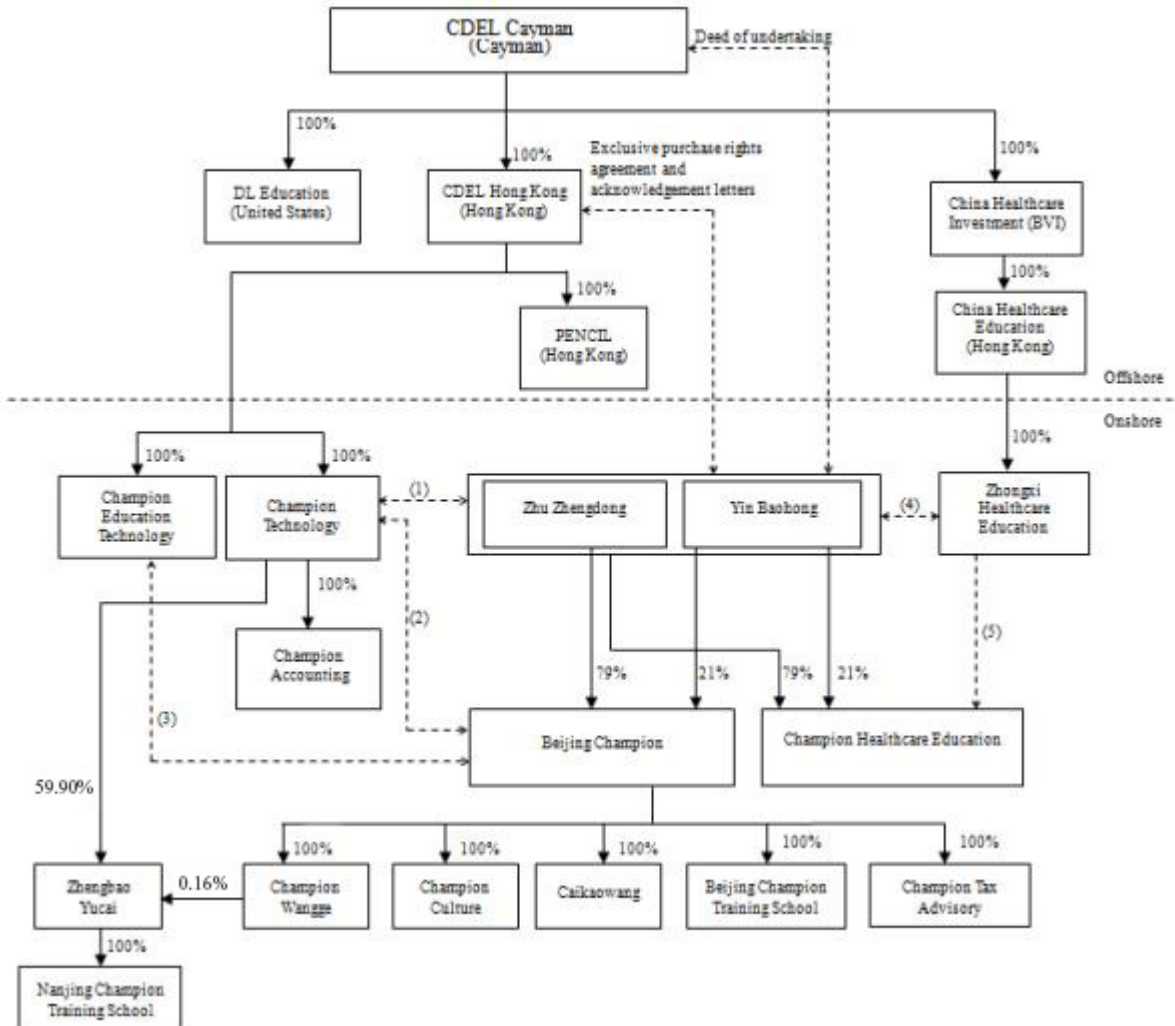 CDEL Cayman
(Cayman)
Deed of undertaking
100%
100%
100%
Exclusive purchase rights
agreement and
acknowledgement letters
DL Education
(United States)
CDEL Hong Kong
(Hong Kong)
China Healthcare
Investment (BVI)
100%
100%
PENCIL
(Hong Kong)
China Healthcare
Education
(Hong Kong)
Offshore
Onshore
100%
100%
100%
Champion
Education
Technology
Champion
Technology
(1)
Zhu Zhengdong
Yin Baohong
(4)
Zhongxi
Healthcare
Education
100%
(2)
(5)
Champion
Accounting
79%
21%
79%
21%
(3)
Beijing Champion
Champion Healthcare Education
59.90%
100%
100%
100%
100%
100%
Zhengbao
Yucai
0.16%
Champion
Wangge
Champion
Culture
Caikaowang
Beijing Champion
Training School
Champion Tax
Advisory
100%
Nanjing Champion
Training School